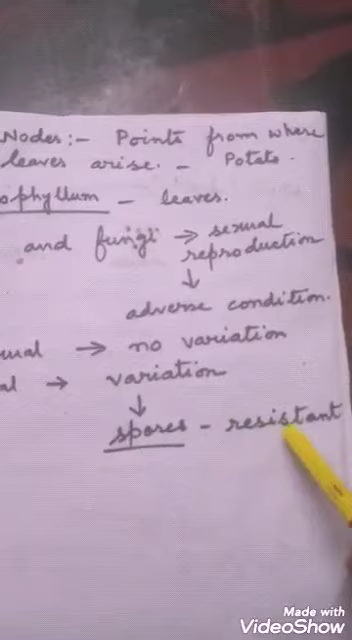 Nodes:- Points from where
leaves arise. - Potato.
ophyllum - leaves.
and fungi → sexual
reproduction
↓
adverse condition.
ual → no variation
al → variation
↓
spores - resistant
Made with
VideoShow